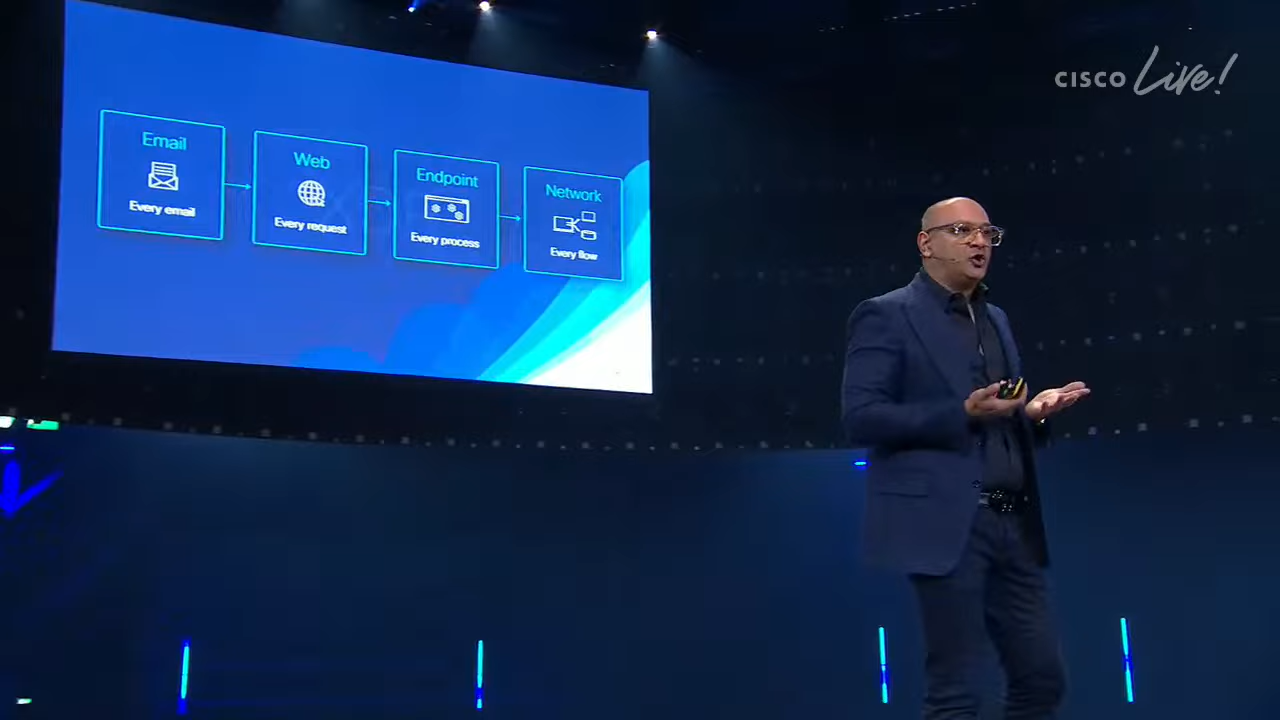 CISCO Live!
Email
Every email
Web
Every request
Endpoint
Every process
Network
Every flow